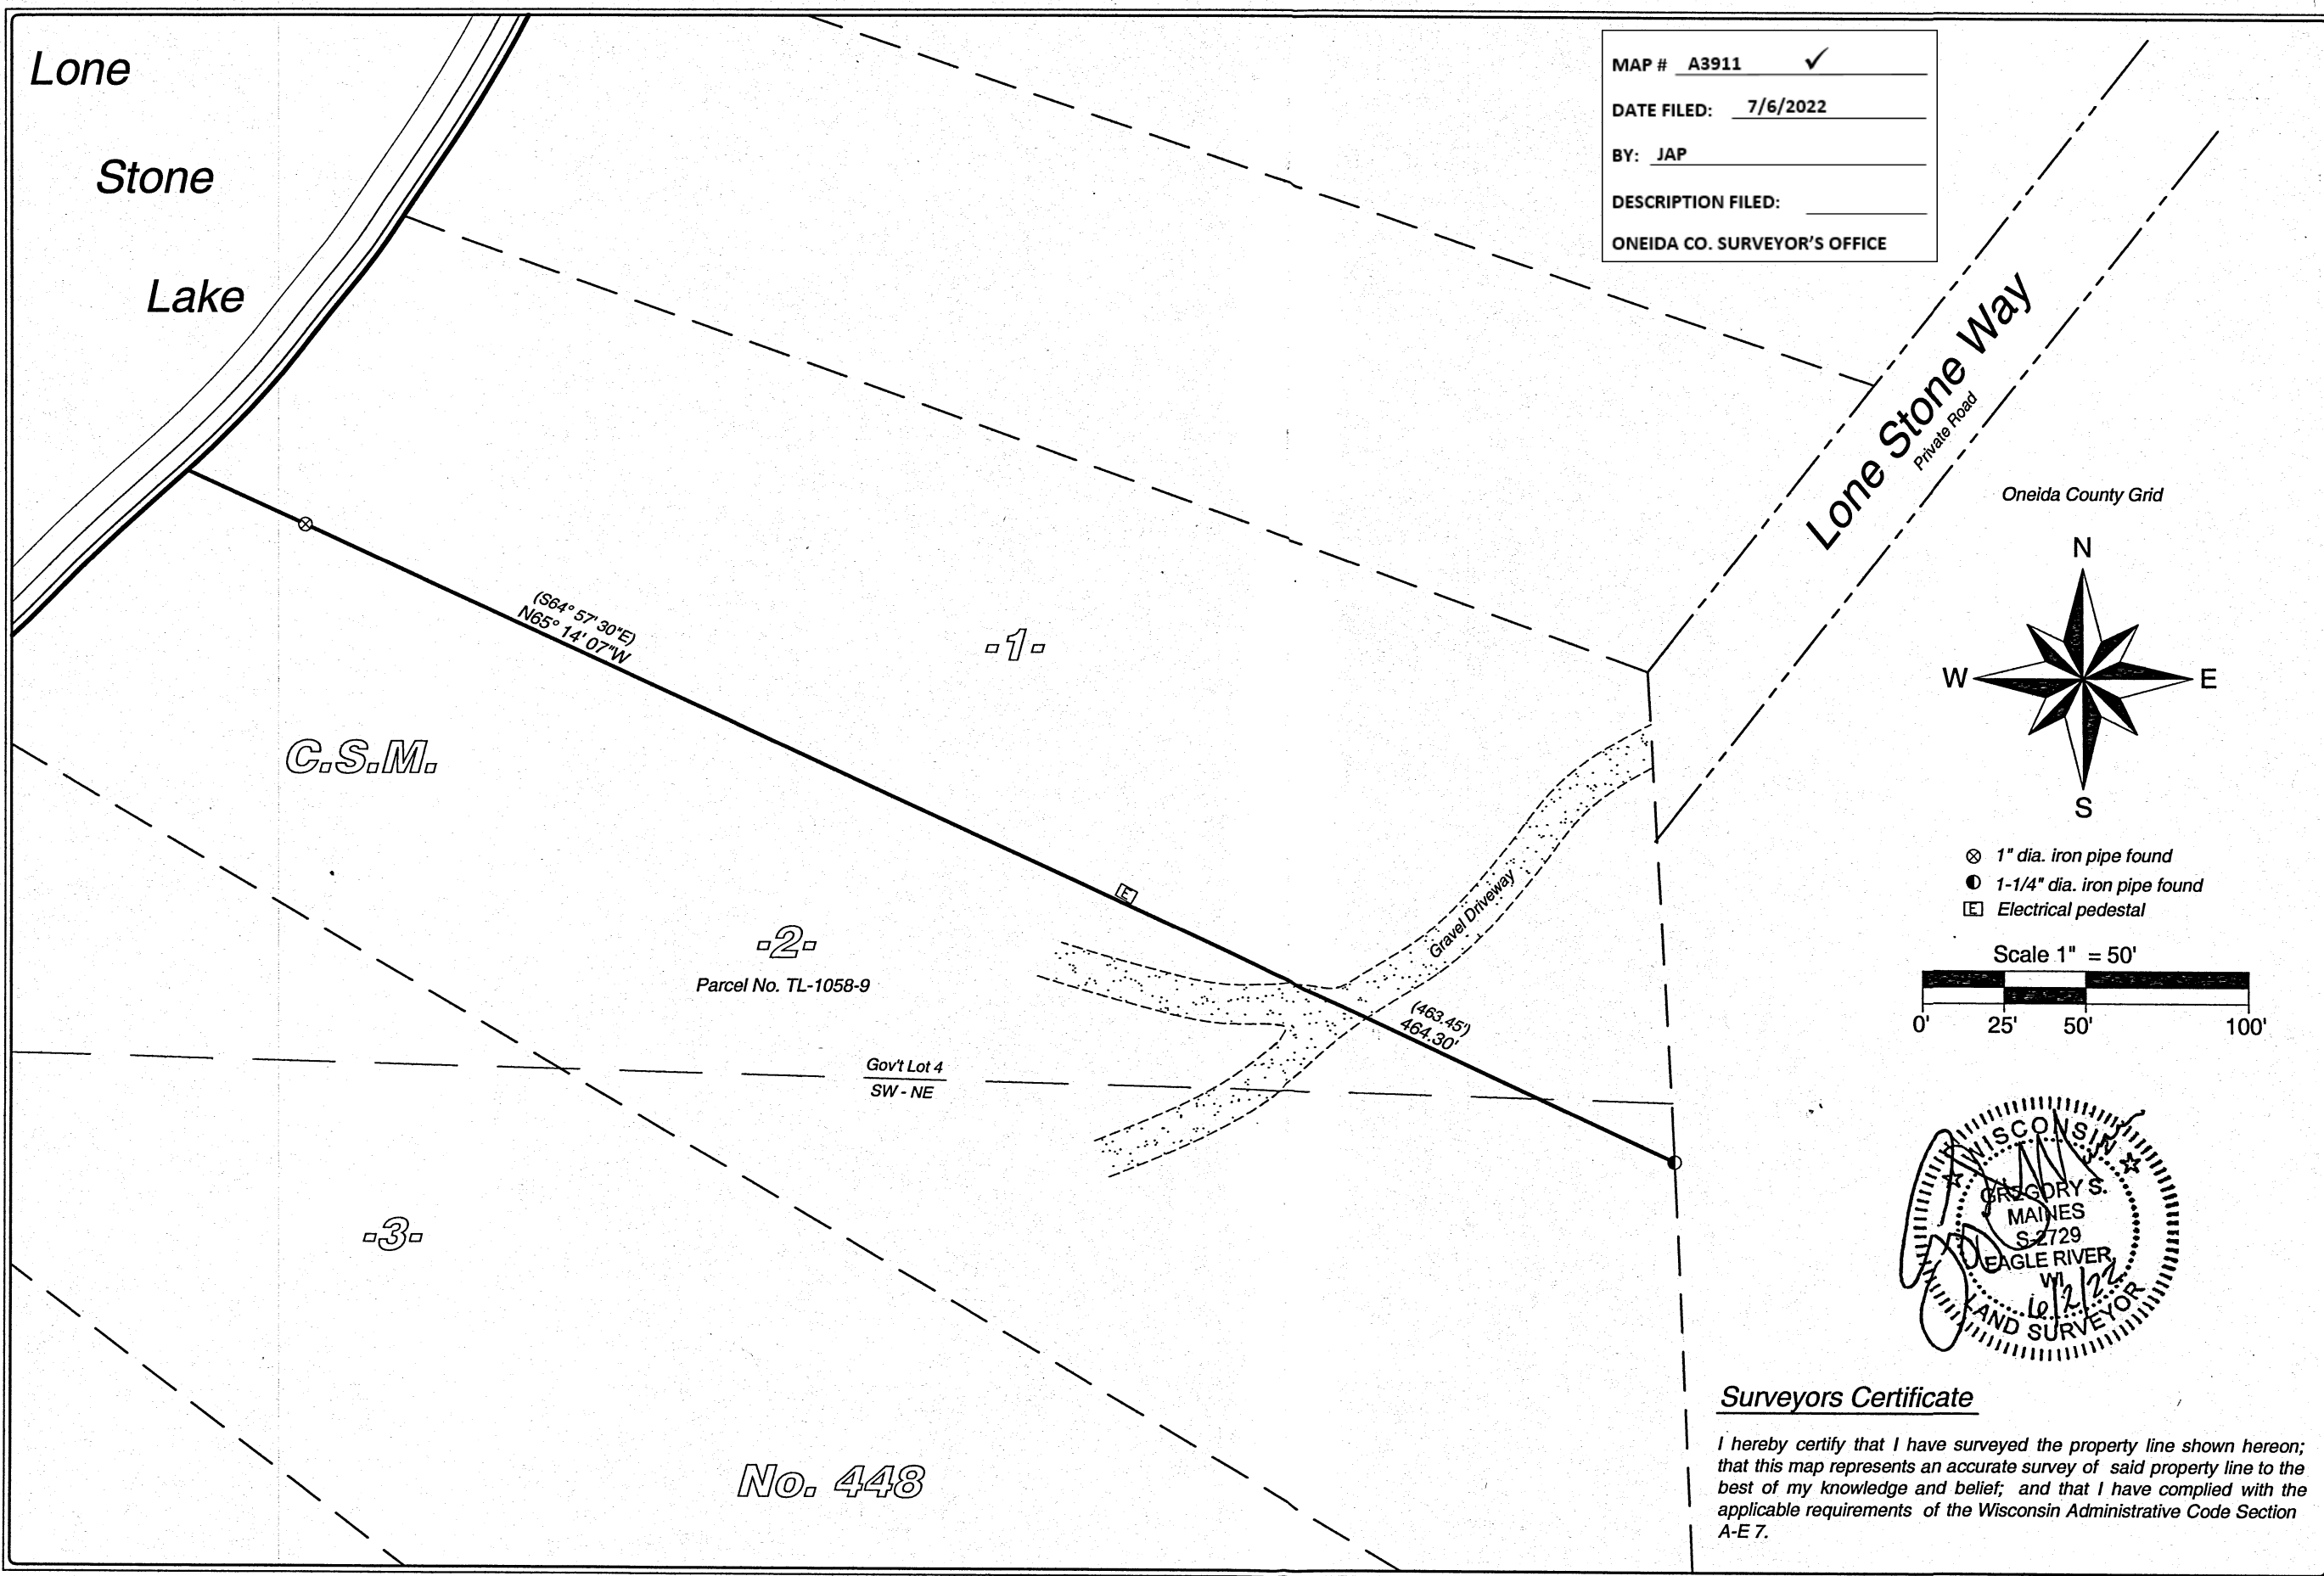 Lone
Stone
Lake
MAP # A3911 ✓
DATE FILED: 7/6/2022
BY: JAP
DESCRIPTION FILED:
ONEIDA CO. SURVEYOR'S OFFICE
Lone Stone Way
Private Road
Oneida County Grid
N
W
E
S
(S64° 57' 30"E)
N65° 14' 07"W
-1-
C.S.M.
1" dia. iron pipe found
1-1/4" dia. iron pipe found
E Electrical pedestal
E
Gravel Driveway
-2-
Parcel No. TL-1058-9
Scale 1" = 50'
0' 25' 50' 100'
(463.45')
464.30'
Gov't Lot 4
SW - NE
-3-
WISCONSIN
GREGORY S.
MAINES
S-2729
EAGLE RIVER,
WI
6/2/22
LAND SURVEYOR
No. 448
Surveyors Certificate
I hereby certify that I have surveyed the property line shown hereon;
that this map represents an accurate survey of said property line to the
best of my knowledge and belief; and that I have complied with the
applicable requirements of the Wisconsin Administrative Code Section
A-E 7.